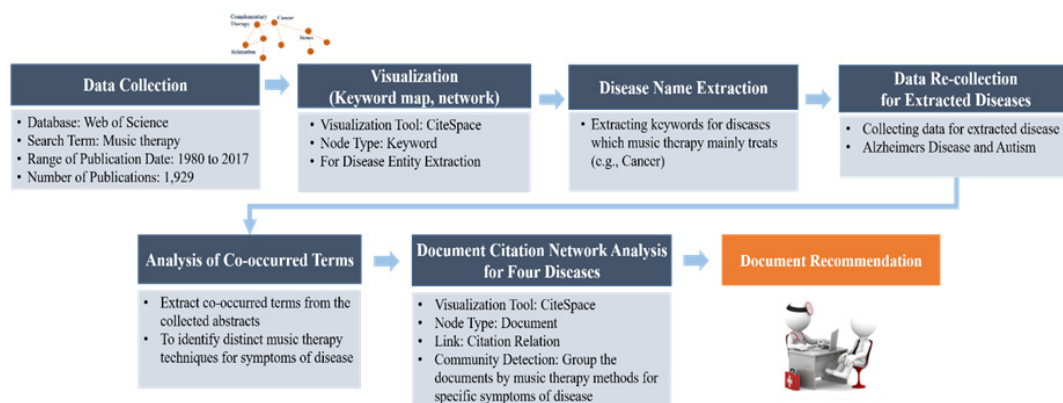 Complementary
Therapy
Cancer
Relaxation
Data Collection
• Database: Web of Science
• Search Term: Music therapy
• Range of Publication Date: 1980 to 2017
• Number of Publications: 1,929
Visualization
(Keyword map, network)
• Visualization Tool: CiteSpace
• Node Type: Keyword
• For Disease Entity Extraction
Disease Name Extraction
• Extracting keywords for diseases
which music therapy mainly treats
(e.g., Cancer)
Data Re-collection
for Extracted Diseases
• Collecting data for extracted disease
• Alzheimers Disease and Autism
Analysis of Co-occurred Terms
• Extract co-occurred terms from the
collected abstracts
• To identify distinct music therapy
techniques for symptoms of disease
Document Citation Network Analysis
for Four Diseases
• Visualization Tool: CiteSpace
• Node Type: Document
• Link: Citation Relation
• Community Detection: Group the
documents by music therapy methods for
specific symptoms of disease
Document Recommendation